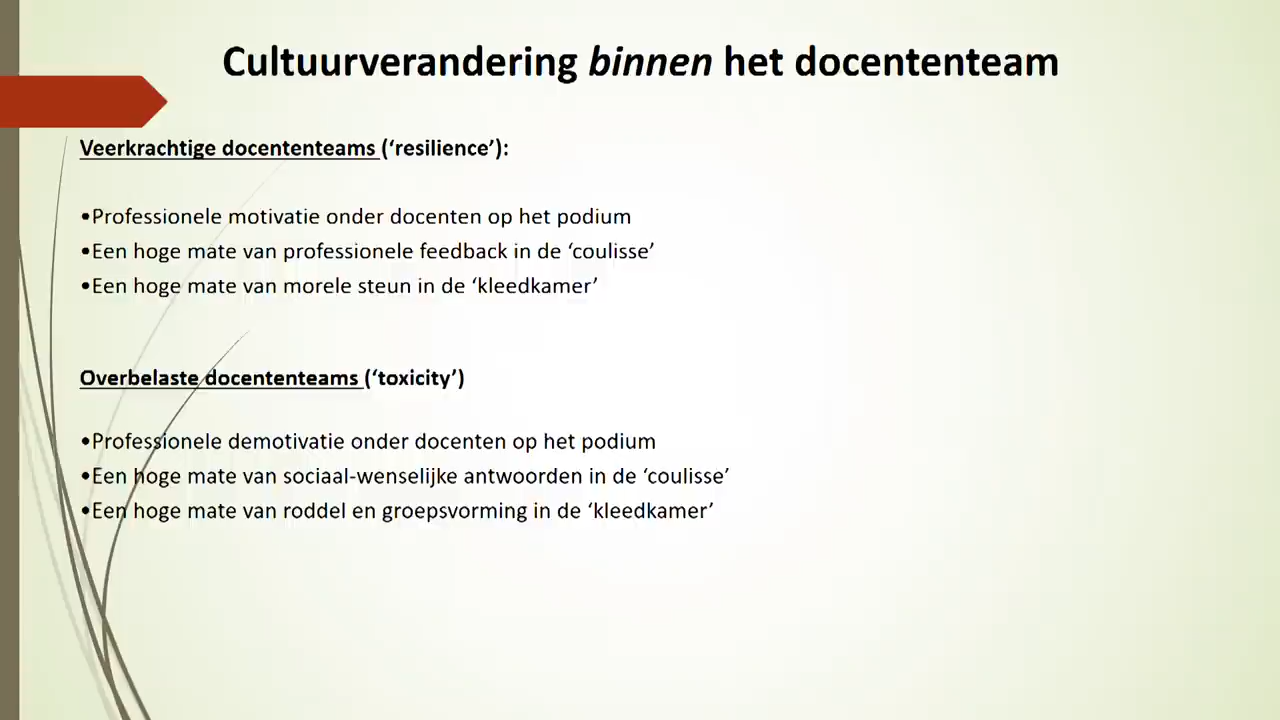 Cultuurverandering binnen het docententeam
Veerkrachtige docententeams (‘resilience’):
•Professionele motivatie onder docenten op het podium
•Een hoge mate van professionele feedback in de ‘coulisse’
•Een hoge mate van morele steun in de ‘kleedkamer’
Overbelaste docententeams (‘toxicity’)
•Professionele demotivatie onder docenten op het podium
•Een hoge mate van sociaal-wenselijke antwoorden in de ‘coulisse’
•Een hoge mate van roddel en groepsvorming in de ‘kleedkamer’